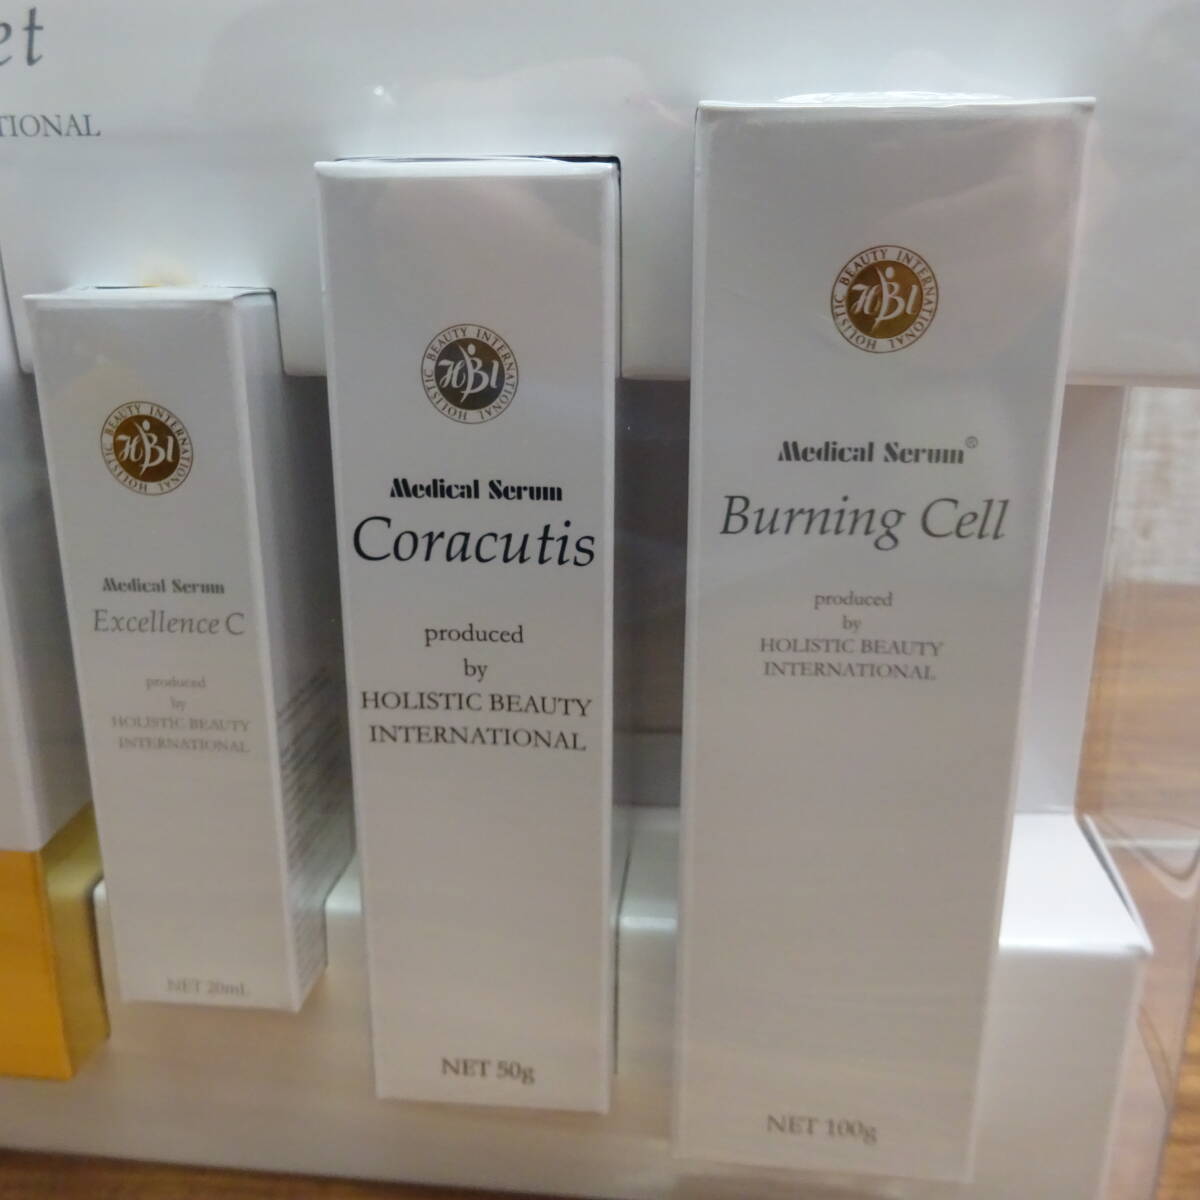 et
TIONAL
HOLISTIC BEAUTY INTERNATIONAL
HBI
Medical Serum
Excellence C
produced
by
HOLISTIC BEAUTY
INTERNATIONAL
NET 20mL
HOLISTIC BEAUTY INTERNATIONAL
HBI
Medical Serum
Coracutis
produced
by
HOLISTIC BEAUTY
INTERNATIONAL
NET 50g
HOLISTIC BEAUTY INTERNATIONAL
HBI
Medical Serum®
Burning Cell
produced
by
HOLISTIC BEAUTY
INTERNATIONAL
NET 100g